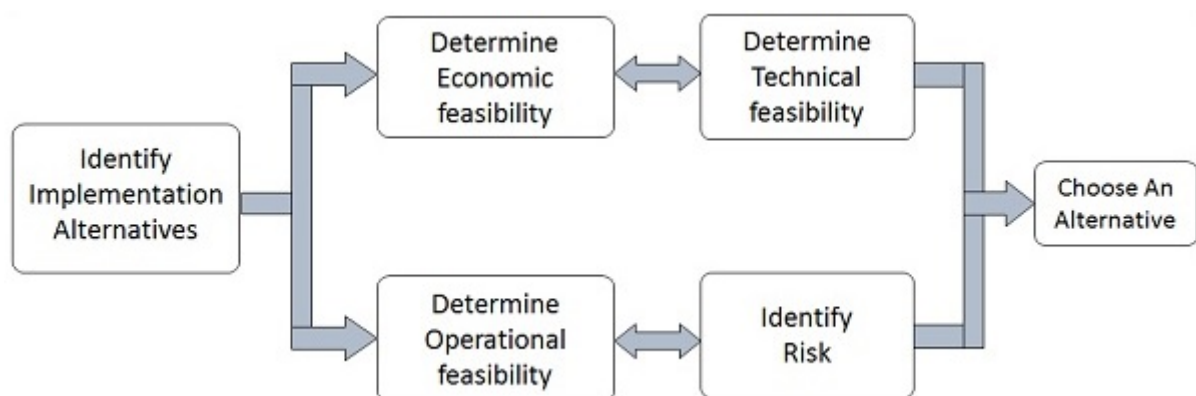 Identify
Implementation
Alternatives
Determine
Economic
feasibility
Determine
Technical
feasibility
Determine
Operational
feasibility
Identify
Risk
Choose An
Alternative